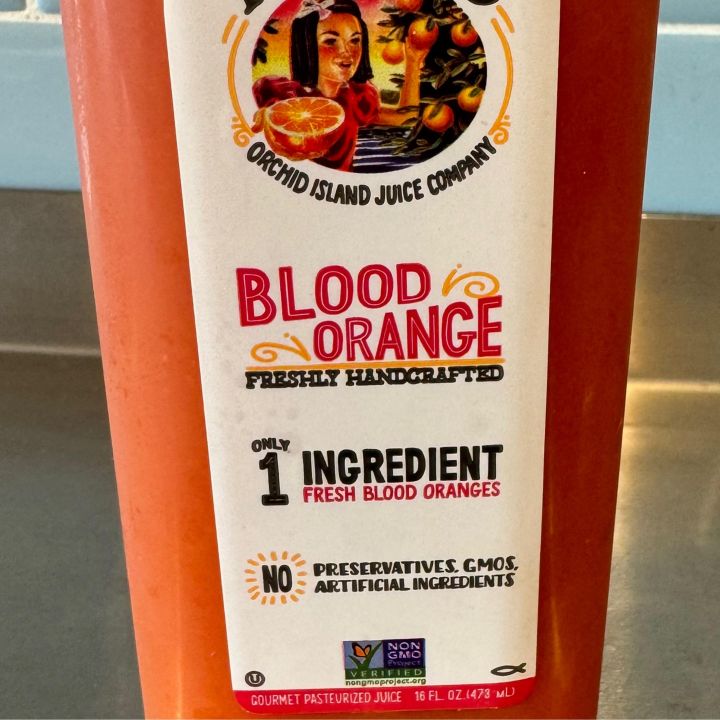 ORCHID ISLAND JUICE COMPANY
BLOOD
ORANGE
FRESHLY HANDCRAFTED
ONLY
1 INGREDIENT
FRESH BLOOD ORANGES
NO PRESERVATIVES, GMOS,
ARTIFICIAL INGREDIENTS
NON
GMO
Project
VERIFIED
nongmoproject.org
U
GOURMET PASTEURIZED JUICE 16 FL. OZ. (473 mL)